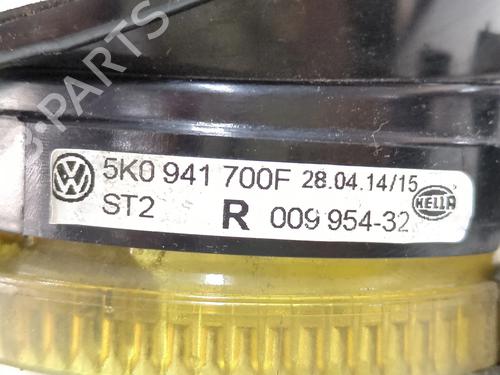 B-PARTS
5K0 941 700F 28.04.14/15
ST2 R 009 954-32
HELLA